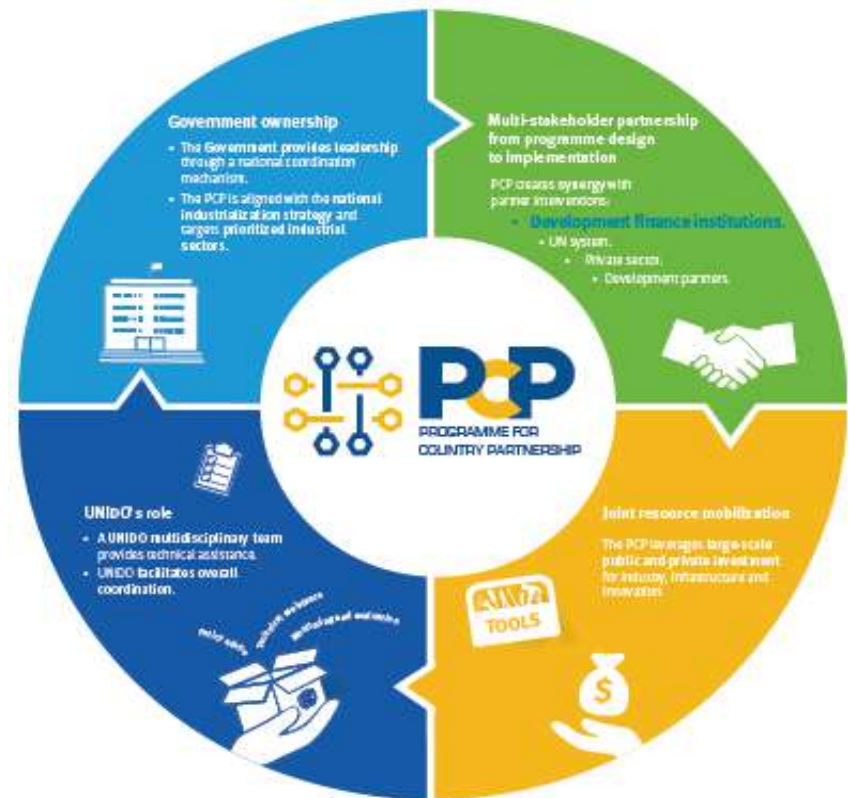 Government ownership
• The Government provides leadership
through a national coordination
mechanism.
• The PCP is aligned with the national
industrialization strategy and
targets prioritized industrial
sectors.
Multi-stakeholder partnership
from programme design
to implementation
PCP creates synergy with
partner interventions:
• Development finance institutions.
• UN system.
• Private sector.
• Development partners.
PCP
PROGRAMME FOR
COUNTRY PARTNERSHIP
UNIDO's role
• A UNIDO multidisciplinary team
provides technical assistance.
• UNIDO facilitates overall
coordination.
policy advice
technical assistance
Joint resource mobilization
The PCP leverages large-scale
public and private investment
for industry, infrastructure and
innovation.
TOOLS
$